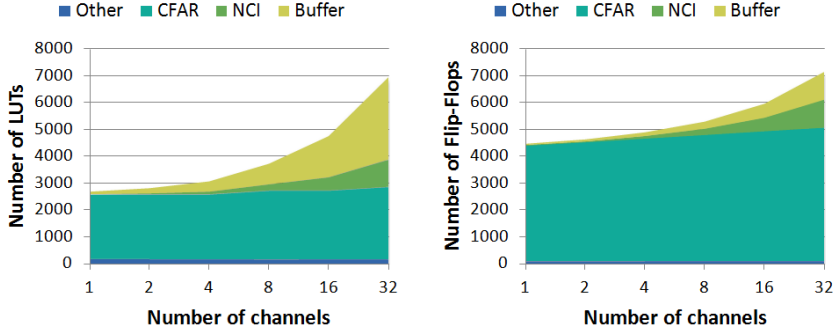 Other CFAR NCI Buffer
8000
7000
6000
5000
4000
3000
2000
1000
0
Number of LUTs
1 2 4 8 16 32
Number of channels
Other CFAR NCI Buffer
8000
7000
6000
5000
4000
3000
2000
1000
0
Number of Flip-Flops
1 2 4 8 16 32
Number of channels